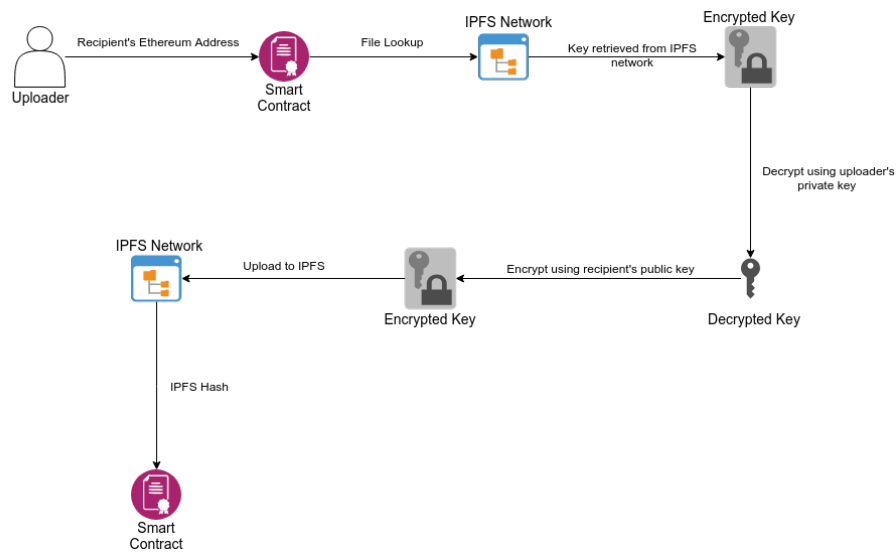 Encrypted Key
IPFS Network
Recipient's Ethereum Address
File Lookup
Key retrieved from IPFS
network
Uploader
Smart
Contract
Decrypt using uploader's
private key
IPFS Network
Upload to IPFS
Encrypt using recipient's public key
Encrypted Key
Decrypted Key
IPFS Hash
Smart
Contract